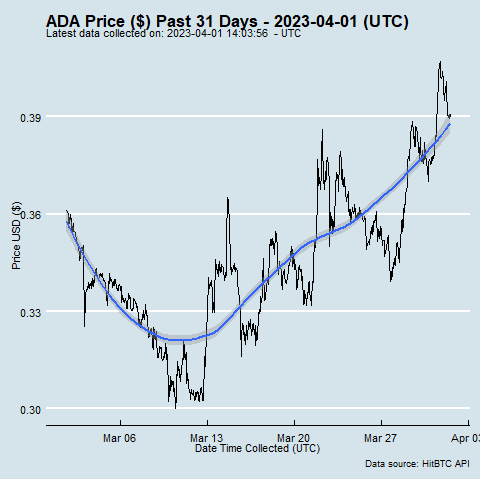 ADA Price ($) Past 31 Days - 2023-04-01 (UTC)
Latest data collected on: 2023-04-01 14:03:56 - UTC
0.39
0.36
0.33
0.30
Price USD ($)
Mar 06 Mar 13 Mar 20 Mar 27 Apr 03
Date Time Collected (UTC)
Data source: HitBTC API